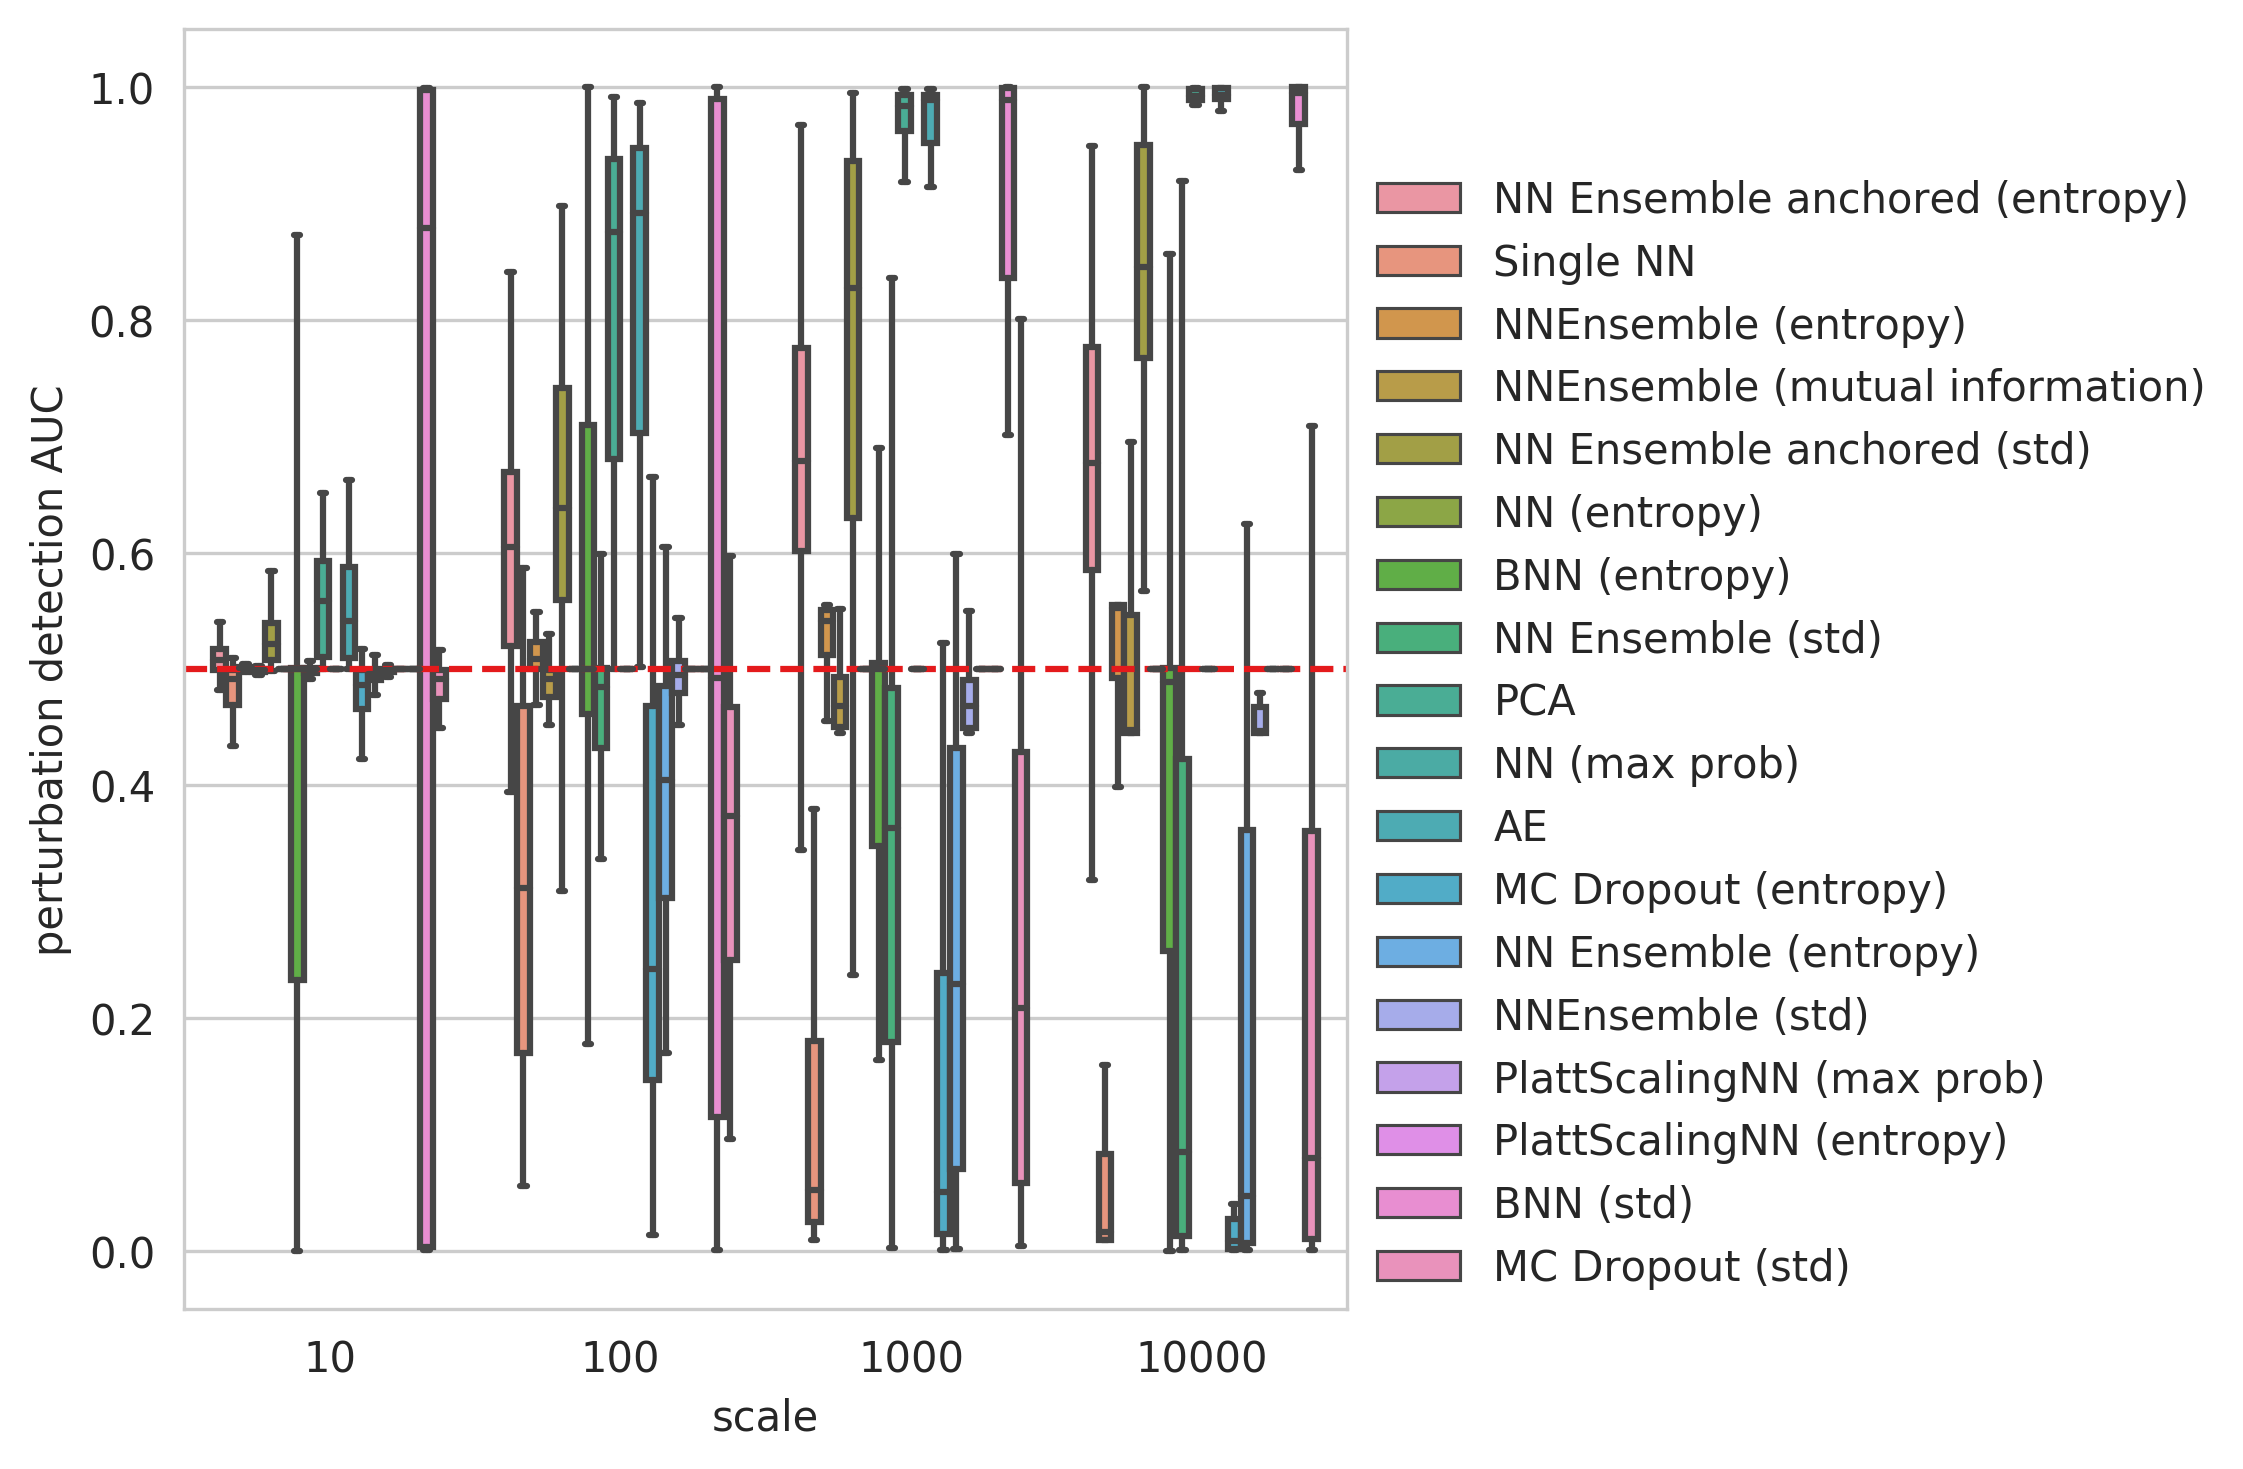 1.0
0.8
0.6
0.4
0.2
0.0
perturbation detection AUC
10 100 1000 10000
scale
NN Ensemble anchored (entropy)
Single NN
NNEnsemble (entropy)
NNEnsemble (mutual information)
NN Ensemble anchored (std)
NN (entropy)
BNN (entropy)
NN Ensemble (std)
PCA
NN (max prob)
AE
MC Dropout (entropy)
NN Ensemble (entropy)
NNEnsemble (std)
PlattScalingNN (max prob)
PlattScalingNN (entropy)
BNN (std)
MC Dropout (std)